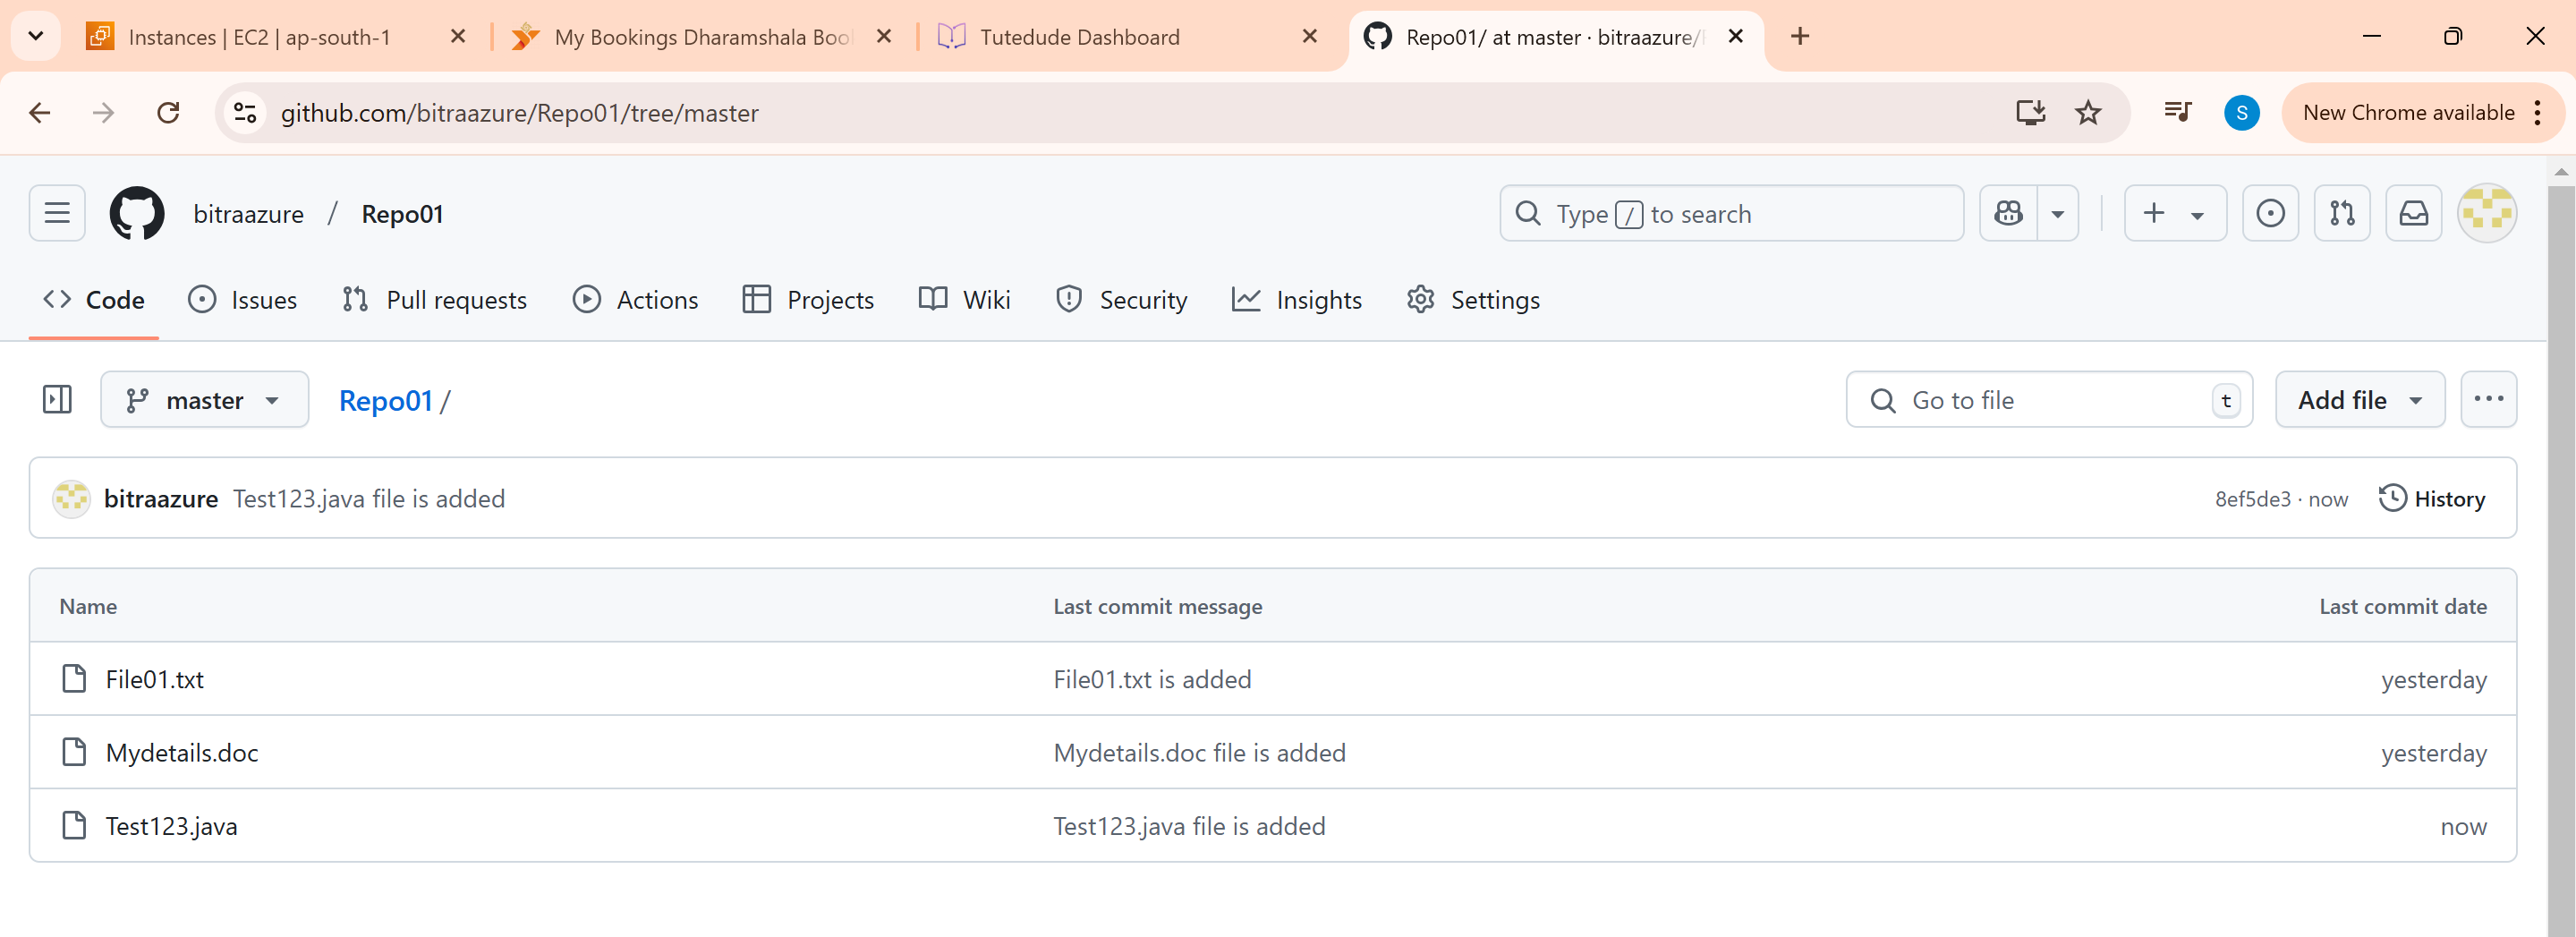 Instances | EC2 | ap-south-1
My Bookings Dharamshala Boo
Tutedude Dashboard
Repo01/ at master · bitraazure/
github.com/bitraazure/Repo01/tree/master
S
New Chrome available
bitraazure / Repo01
Type / to search
Code
Issues
Pull requests
Actions
Projects
Wiki
Security
Insights
Settings
master
Repo01 /
Go to file
t
Add file
bitraazure Test123.java file is added
8ef5de3 · now
History
Name Last commit message Last commit date
File01.txt File01.txt is added yesterday
Mydetails.doc Mydetails.doc file is added yesterday
Test123.java Test123.java file is added now